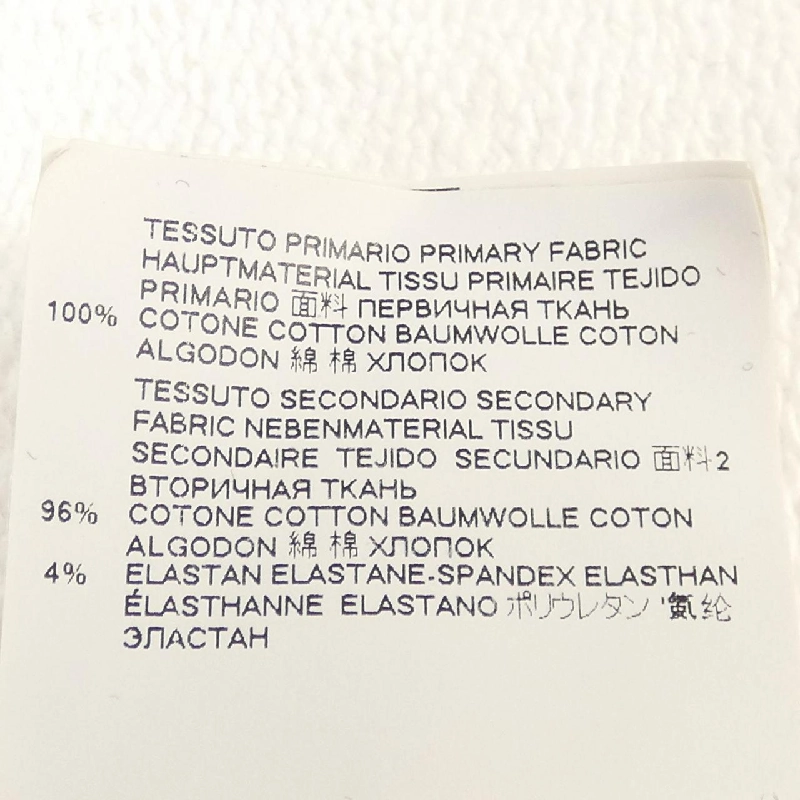 TESSUTO PRIMARIO PRIMARY FABRIC
HAUPTMATERIAL TISSU PRIMAIRE TEJIDO
PRIMARIO 面料 ПЕРВИЧНАЯ ТКАНЬ
100% COTONE COTTON BAUMWOLLE COTON
ALGODON 綿 棉 ХЛОПОК
TESSUTO SECONDARIO SECONDARY
FABRIC NEBENMATERIAL TISSU
SECONDAIRE TEJIDO SECUNDARIO 面料2
ВТОРИЧНАЯ ТКАНЬ
96% COTONE COTTON BAUMWOLLE COTON
ALGODON 綿 棉 ХЛОПОК
4% ELASTAN ELASTANE-SPANDEX ELASTHAN
ÉLASTHANNE ELASTANO ポリウレタン '氨纶
ЭЛАСТАН